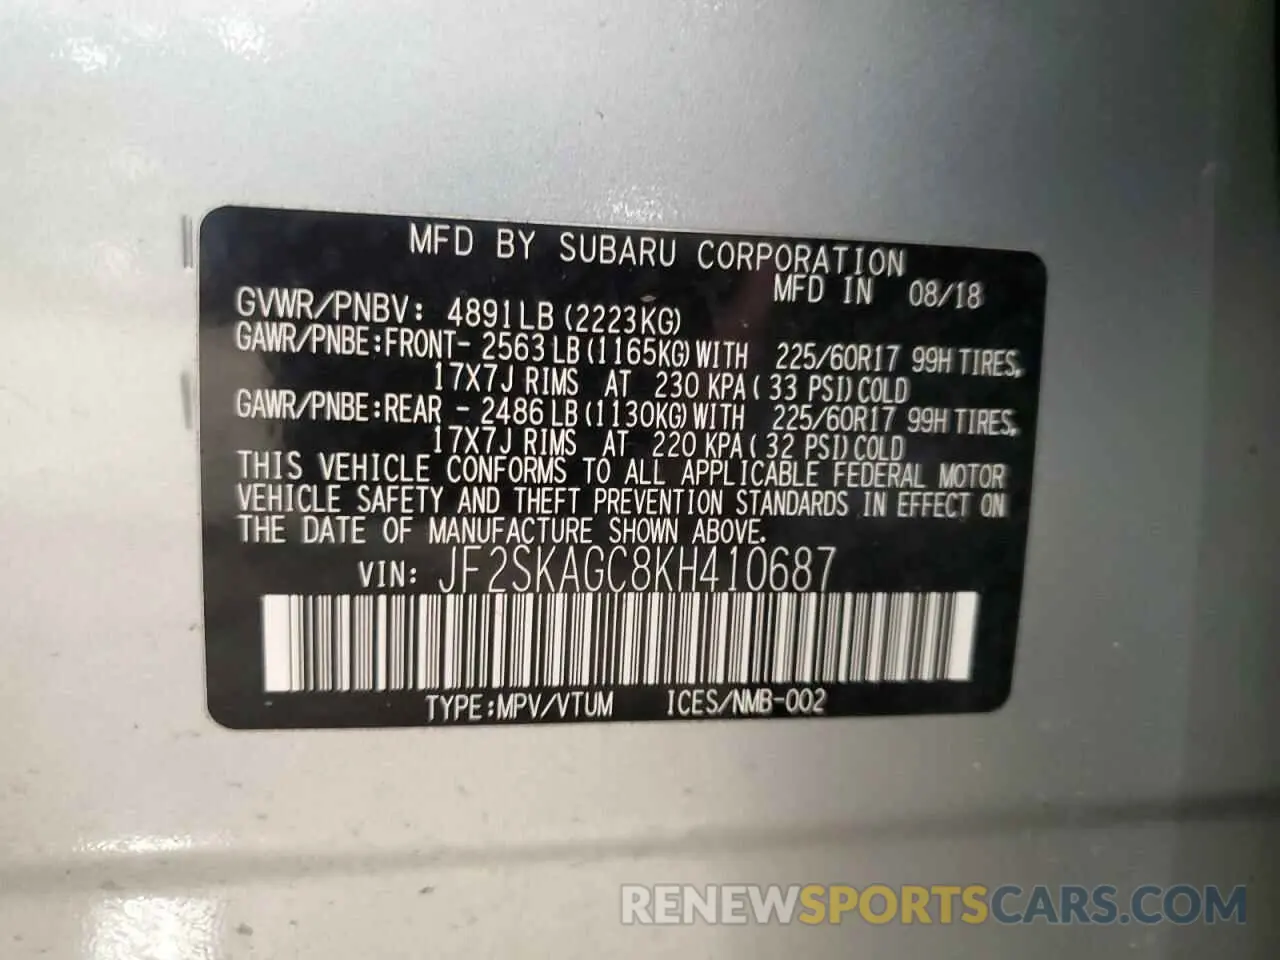 MFD BY SUBARU CORPORATION
MFD IN 08/18
GVWR/PNBV: 4891LB (2223KG)
GAWR/PNBE:FRONT- 2563LB(1165KG)WITH 225/60R17 99H TIRES,
17X7J RIMS AT 230 KPA( 33 PSI)COLD
GAWR/PNBE:REAR - 2486LB(1130KG)WITH 225/60R17 99H TIRES,
17X7J RIMS AT 220 KPA( 32 PSI)COLD
THIS VEHICLE CONFORMS TO ALL APPLICABLE FEDERAL MOTOR
VEHICLE SAFETY AND THEFT PREVENTION STANDARDS IN EFFECT ON
THE DATE OF MANUFACTURE SHOWN ABOVE.
VIN: JF2SKAGC8KH410687
TYPE:MPV/VTUM ICES/NMB-002
RENEWSPORTSCARS.COM